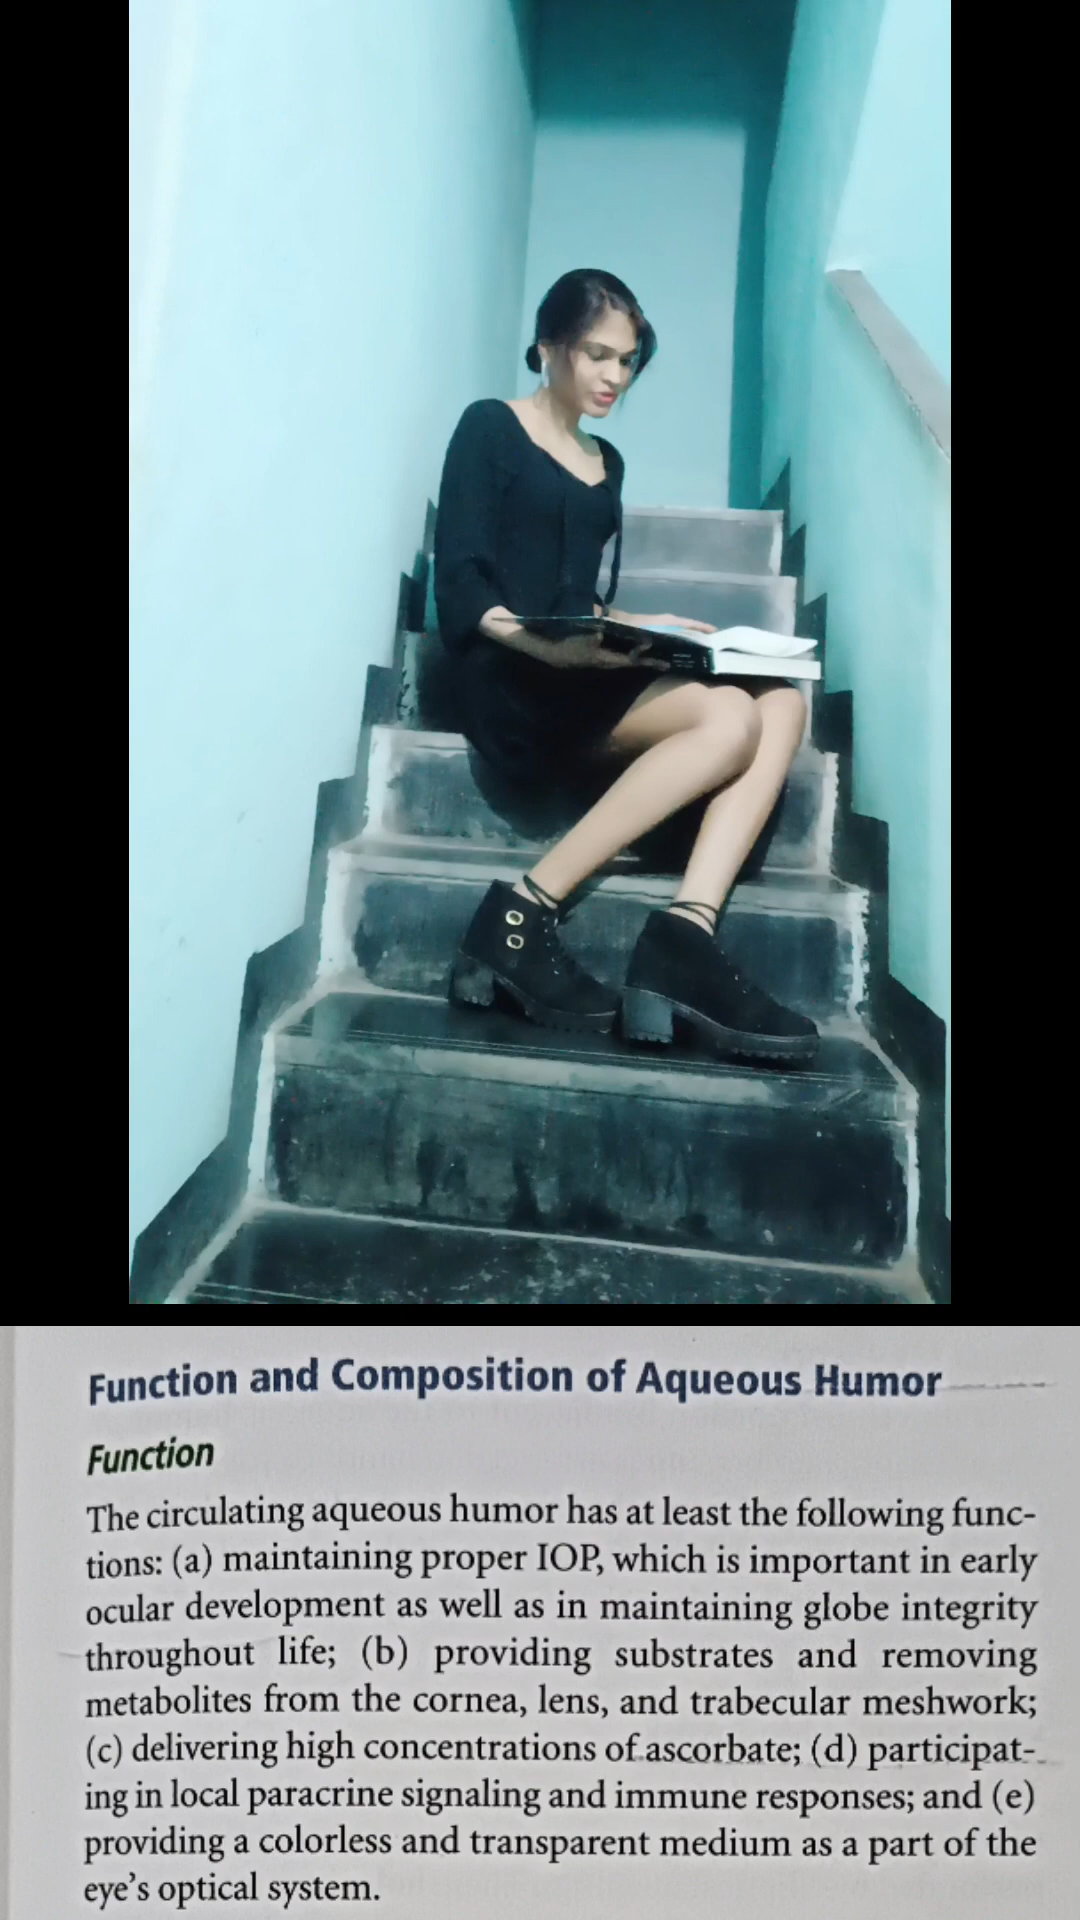 Function and Composition of Aqueous Humor
Function
The circulating aqueous humor has at least the following func-
tions: (a) maintaining proper IOP, which is important in early
ocular development as well as in maintaining globe integrity
throughout life; (b) providing substrates and removing
metabolites from the cornea, lens, and trabecular meshwork;
(c) delivering high concentrations of ascorbate; (d) participat-
ing in local paracrine signaling and immune responses; and (e)
providing a colorless and transparent medium as a part of the
eye's optical system.